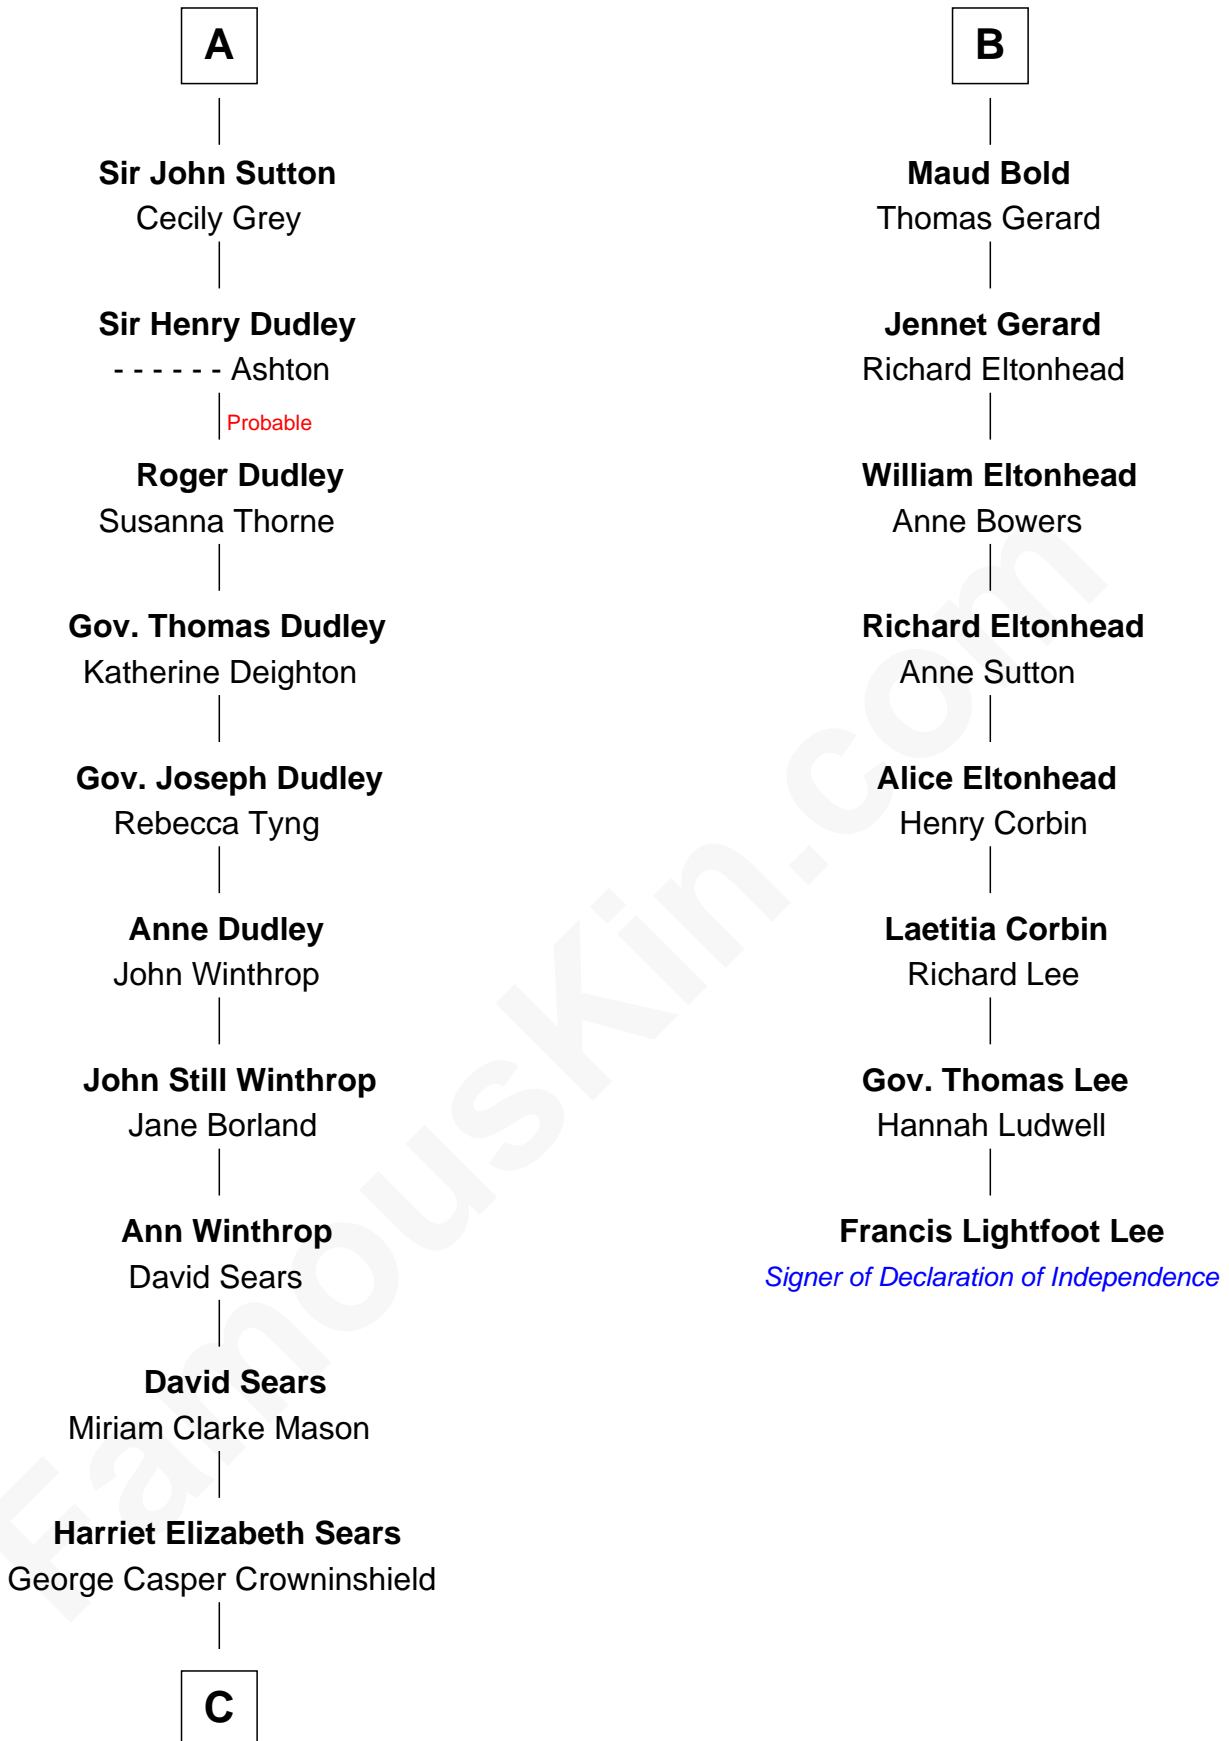 A
Sir John Sutton
Cecily Grey
Sir Henry Dudley
- - - - - - Ashton
Probable
Roger Dudley
Susanna Thorne
Gov. Thomas Dudley
Katherine Deighton
Gov. Joseph Dudley
Rebecca Tyng
Anne Dudley
John Winthrop
John Still Winthrop
Jane Borland
Ann Winthrop
David Sears
David Sears
Miriam Clarke Mason
Harriet Elizabeth Sears
George Casper Crowninshield
C
B
Maud Bold
Thomas Gerard
Jennet Gerard
Richard Eltonhead
William Eltonhead
Anne Bowers
Richard Eltonhead
Anne Sutton
Alice Eltonhead
Henry Corbin
Laetitia Corbin
Richard Lee
Gov. Thomas Lee
Hannah Ludwell
Francis Lightfoot Lee
Signer of Declaration of Independence
FamousKin.com